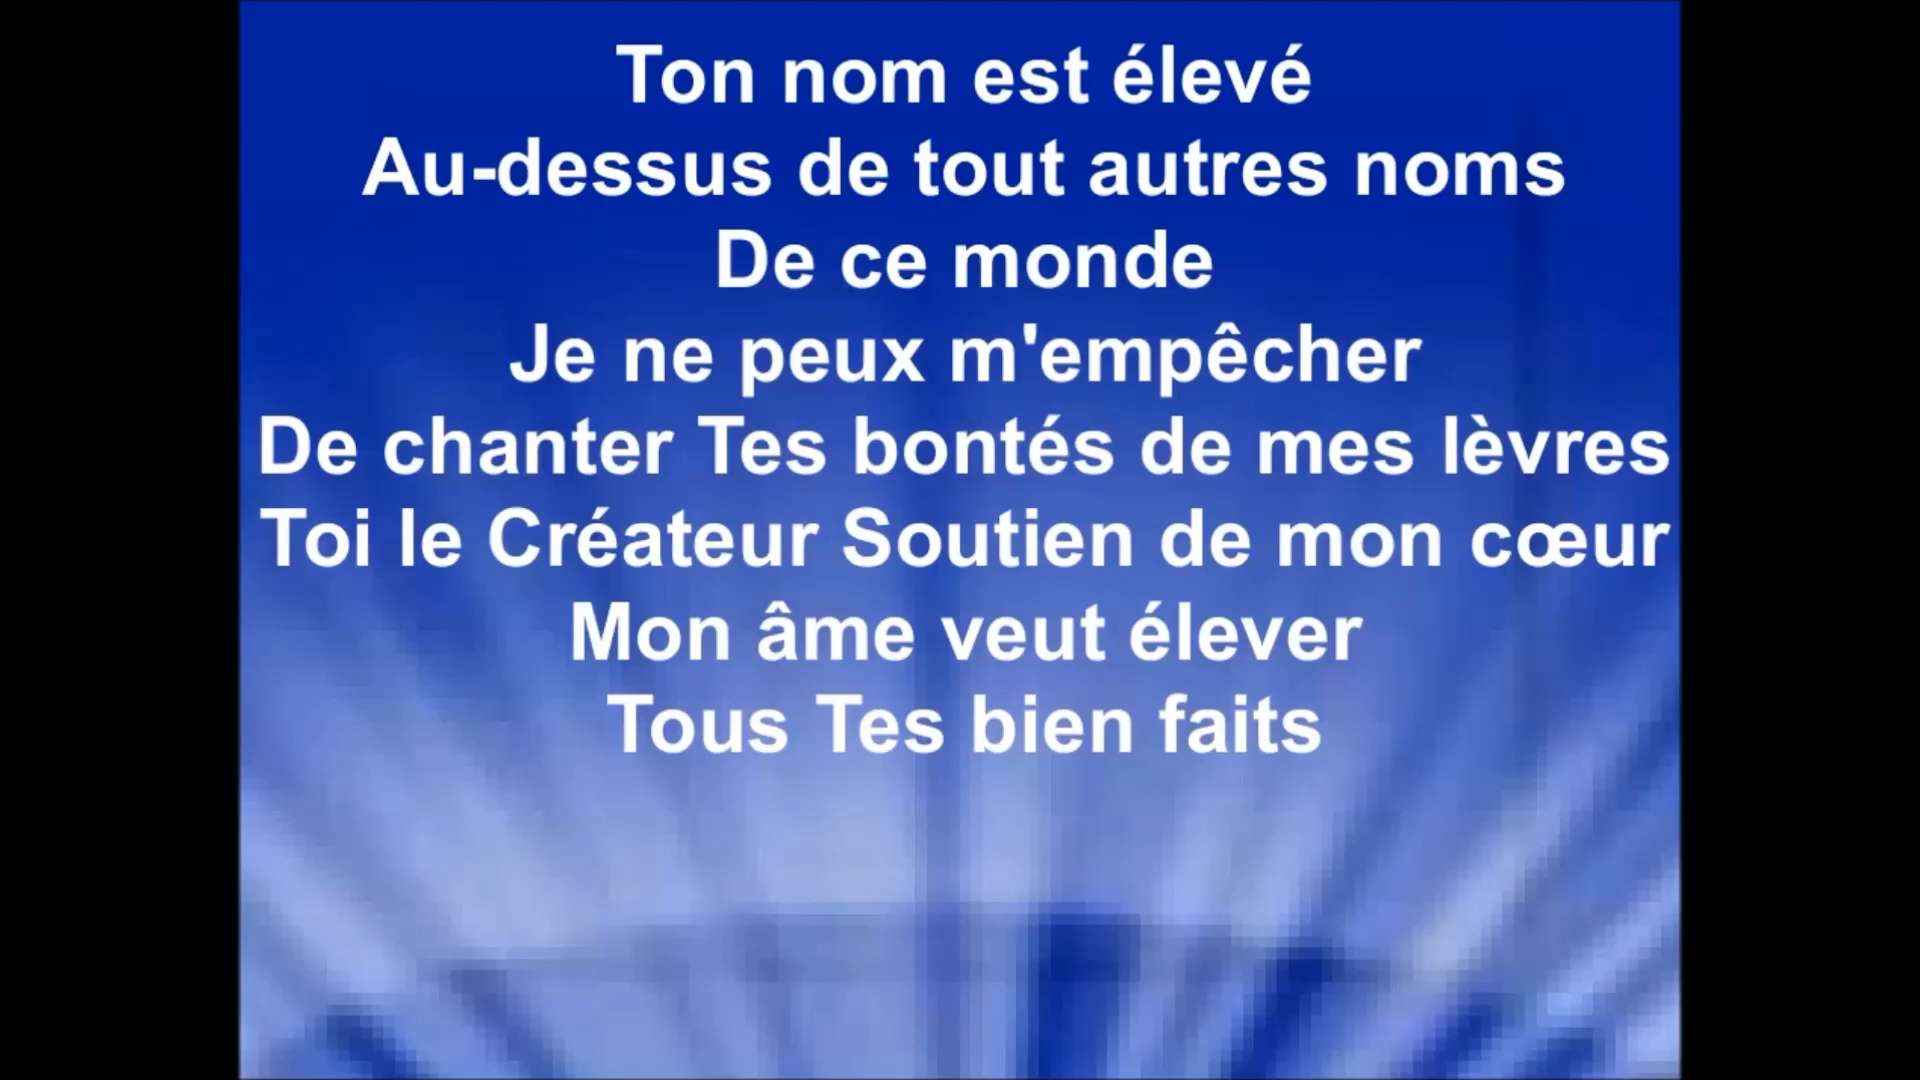 Ton nom est élevé
Au-dessus de tout autres noms
De ce monde
Je ne peux m'empêcher
De chanter Tes bontés de mes lèvres
Toi le Créateur Soutien de mon cœur
Mon âme veut élever
Tous Tes bien faits